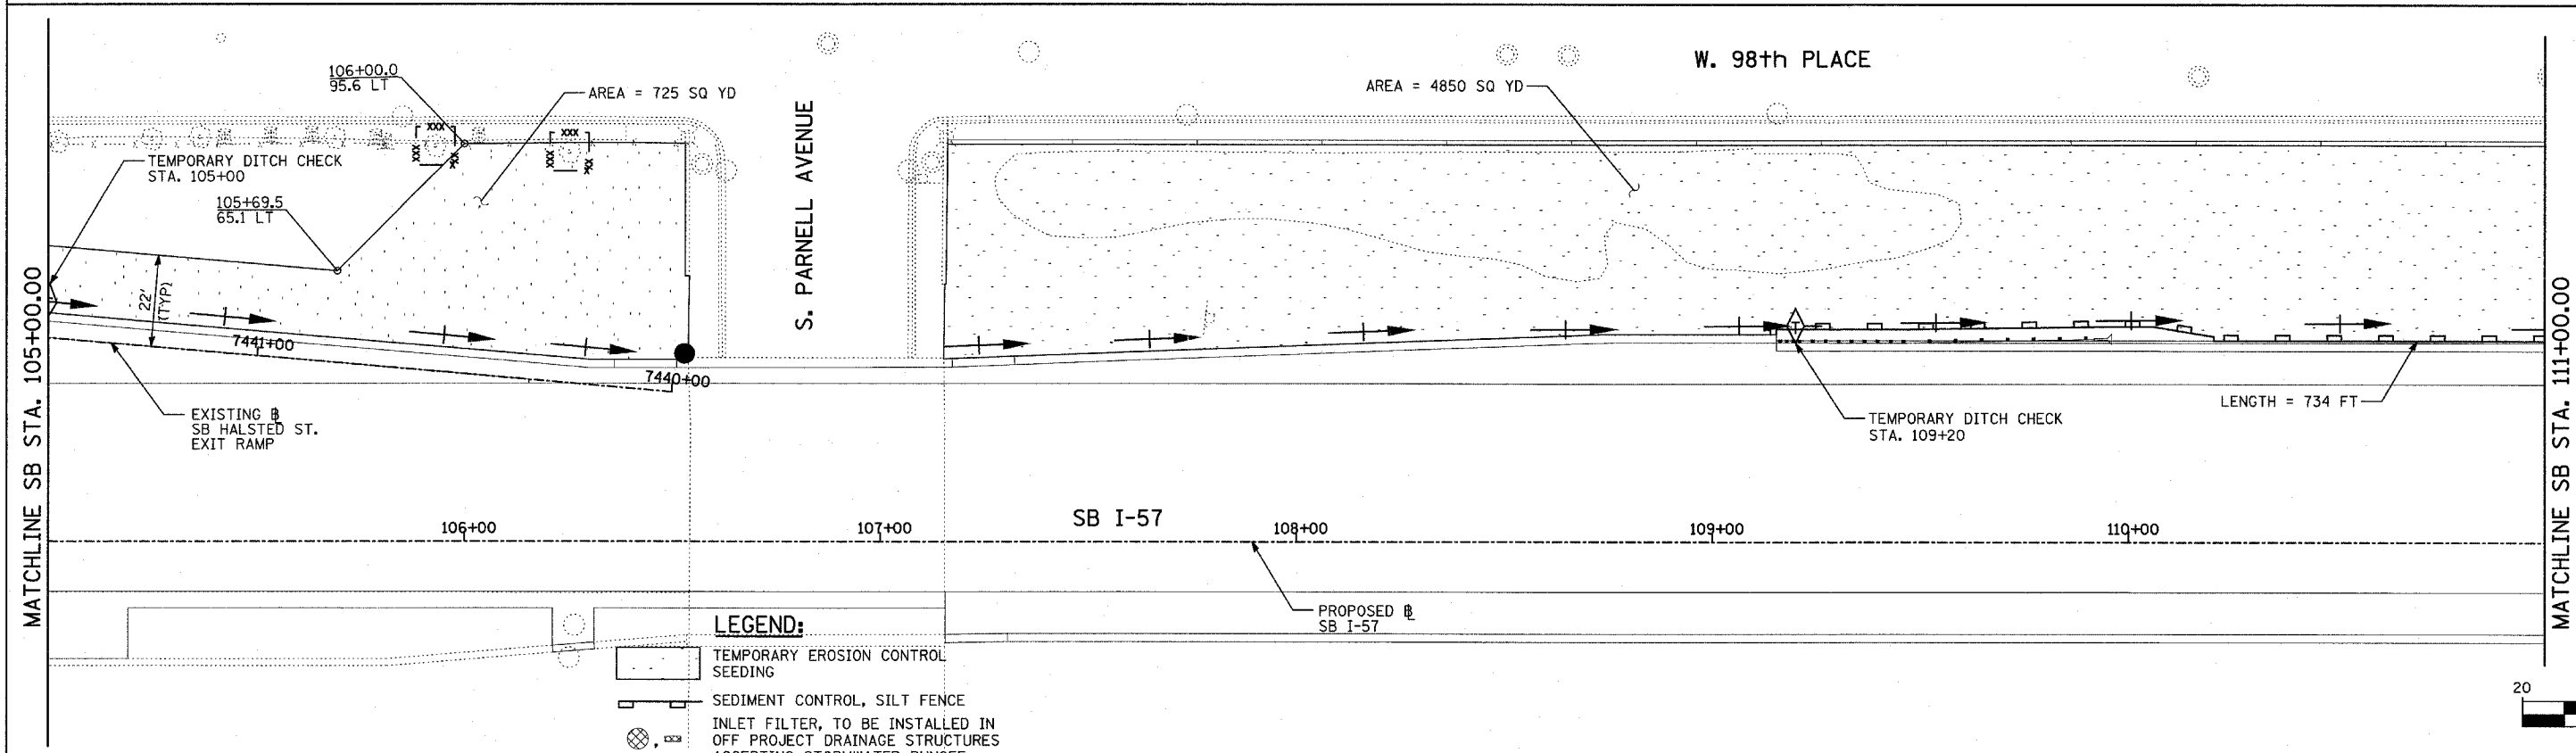 W. 98th PLACE
106+00.0
95.6 LT
AREA = 725 SQ YD
AREA = 4850 SQ YD
S. PARNELL AVENUE
TEMPORARY DITCH CHECK
STA. 105+00
105+69.5
65.1 LT
22'
(TYP)
7441+00
7440+00
T
EXISTING B
SB HALSTED ST.
EXIT RAMP
TEMPORARY DITCH CHECK
STA. 109+20
LENGTH = 734 FT
MATCHLINE SB STA. 105+00.00
MATCHLINE SB STA. 111+00.00
106+00
107+00
SB I-57
108+00
109+00
110+00
PROPOSED B
SB I-57
LEGEND:
TEMPORARY EROSION CONTROL
SEEDING
SEDIMENT CONTROL, SILT FENCE
INLET FILTER, TO BE INSTALLED IN
OFF PROJECT DRAINAGE STRUCTURES
20